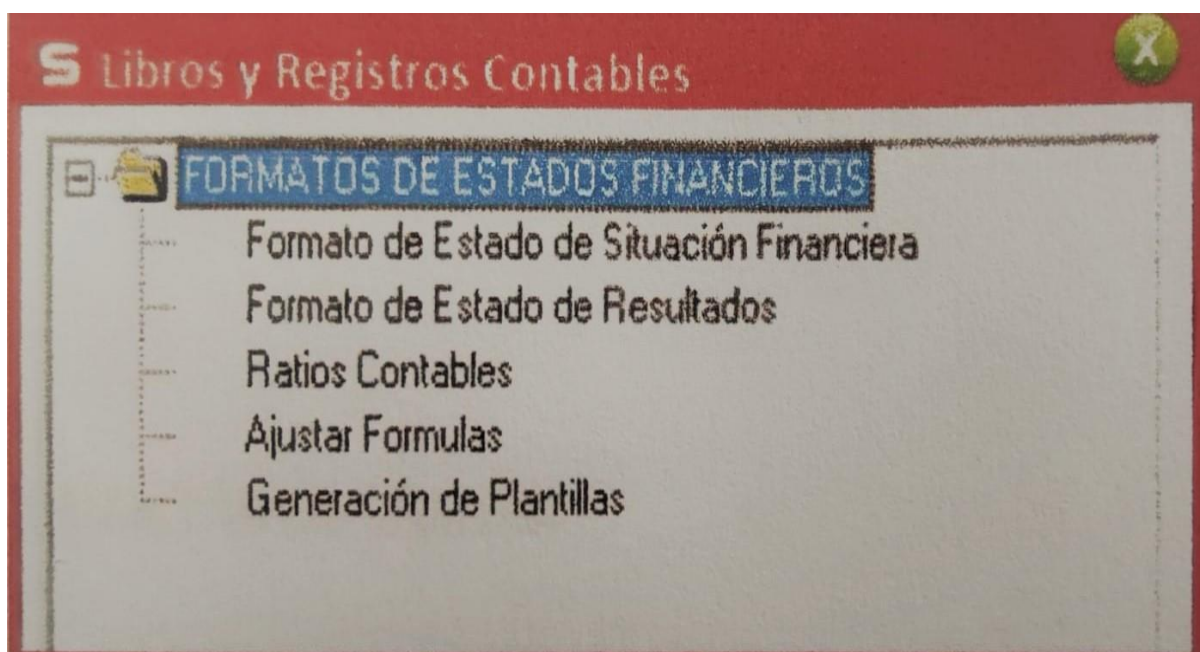 S Libros y Registros Contables
X
FORMATOS DE ESTADOS FINANCIEROS
Formato de Estado de Situación Financiera
Formato de Estado de Resultados
Ratios Contables
Ajustar Formulas
Generación de Plantillas